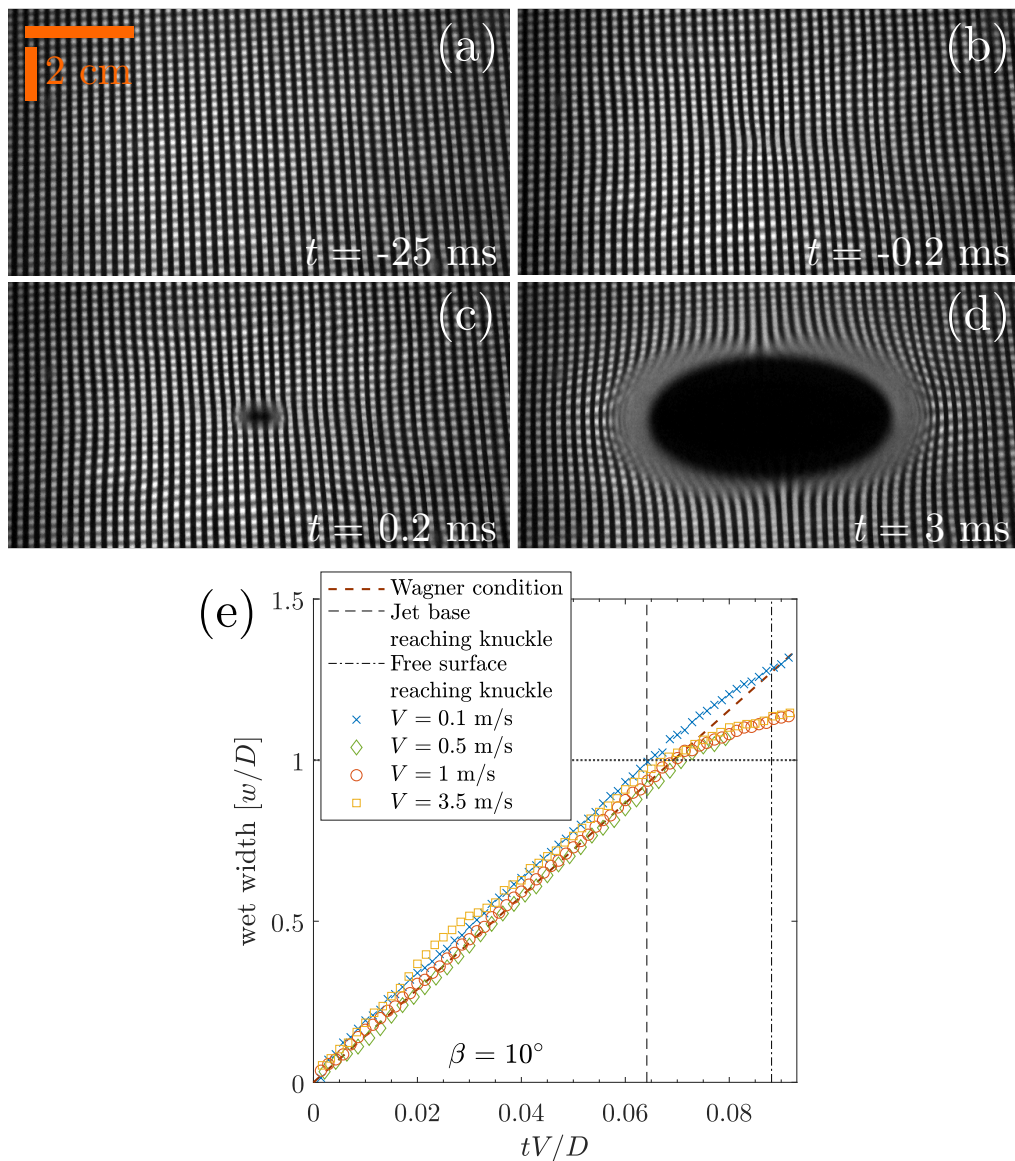 (a)
2 cm
t = -25 ms
(b)
t = -0.2 ms
(c)
t = 0.2 ms
(d)
t = 3 ms
(e)
Wagner condition
Jet base
reaching knuckle
Free surface
reaching knuckle
V = 0.1 m/s
V = 0.5 m/s
V = 1 m/s
V = 3.5 m/s
1.5
1
0.5
0
wet width [w/D]
β = 10°
0 0.02 0.04 0.06 0.08
tV/D